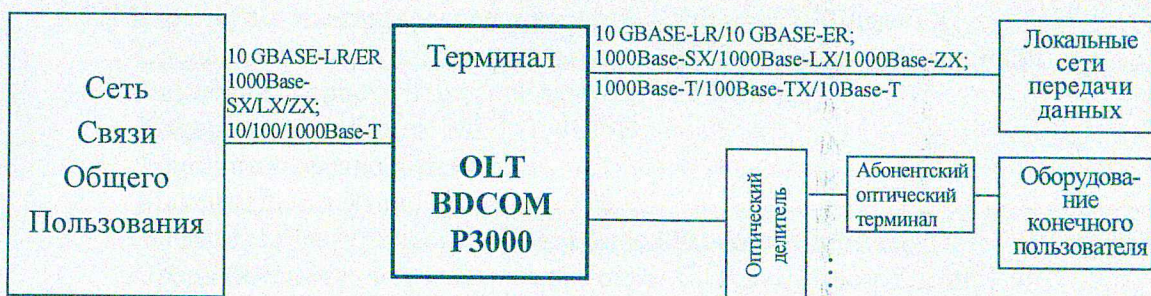 Сеть
Связи
Общего
Пользования
10 GBASE-LR/ER
1000Base-
SX/LX/ZX;
10/100/1000Base-T
Терминал
OLT
BDCOM
P3000
10 GBASE-LR/10 GBASE-ER;
1000Base-SX/1000Base-LX/1000Base-ZX;
1000Base-T/100Base-TX/10Base-T
Локальные
сети
передачи
данных
Оптический
делитель
Абонентский
оптический
терминал
Оборудова-
ние
конечного
пользователя